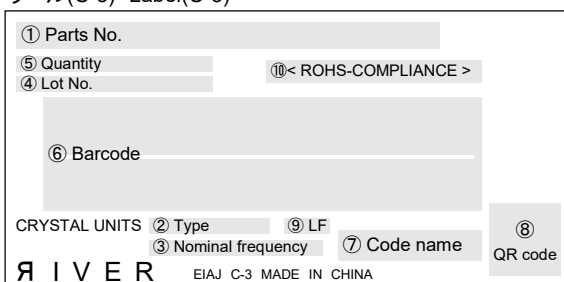 ① Parts No.
⑤ Quantity
⑩< ROHS-COMPLIANCE >
④ Lot No.
⑥ Barcode
CRYSTAL UNITS ② Type ⑨ LF
③ Nominal frequency ⑦ Code name
⑧
QR code
ЯIVER EIAJ C-3 MADE IN CHINA